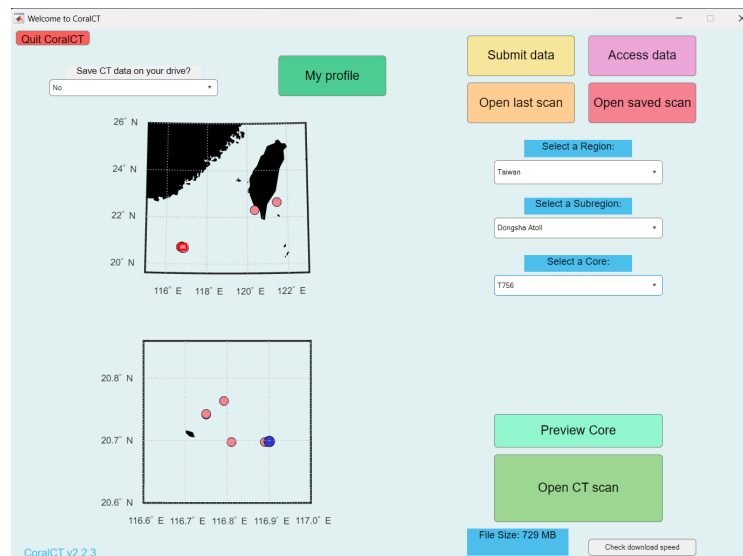 Welcome to CoralCT
Quit CoralCT
Save CT data on your drive?
No
My profile
Submit data
Access data
Open last scan
Open saved scan
Select a Region:
Taiwan
Select a Subregion:
Dongsha Atoll
Select a Core:
T756
26° N
24° N
22° N
20° N
116° E 118° E 120° E 122° E
20.8° N
20.7° N
20.6° N
116.6° E 116.7° E 116.8° E 116.9° E 117.0° E
Preview Core
Open CT scan
File Size: 729 MB
Check download speed
CoralCT v2.2.3